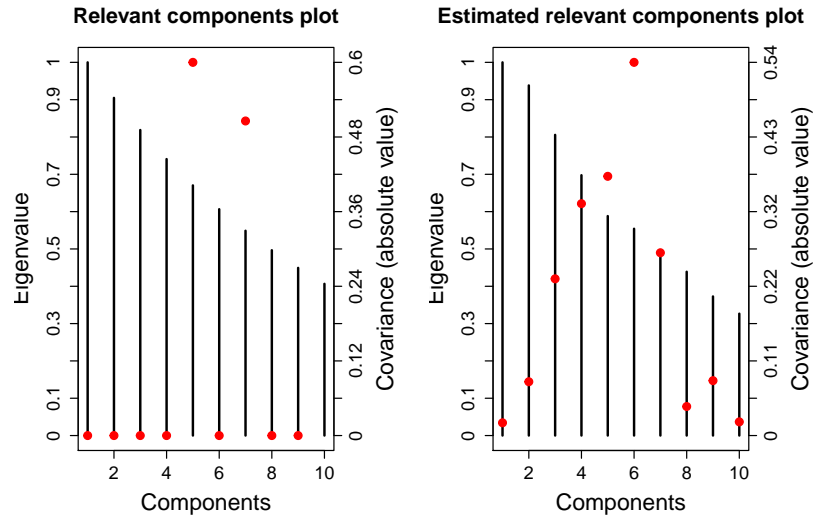 Relevant components plot
Eigenvalue
0
0.1
0.3
0.5
0.7
0.9
1
0
0.12
0.24
0.36
0.48
0.6
Covariance (absolute value)
2 4 6 8 10
Components
Estimated relevant components plot
Eigenvalue
0
0.1
0.3
0.5
0.7
0.9
1
0
0.11
0.22
0.32
0.43
0.54
Covariance (absolute value)
2 4 6 8 10
Components